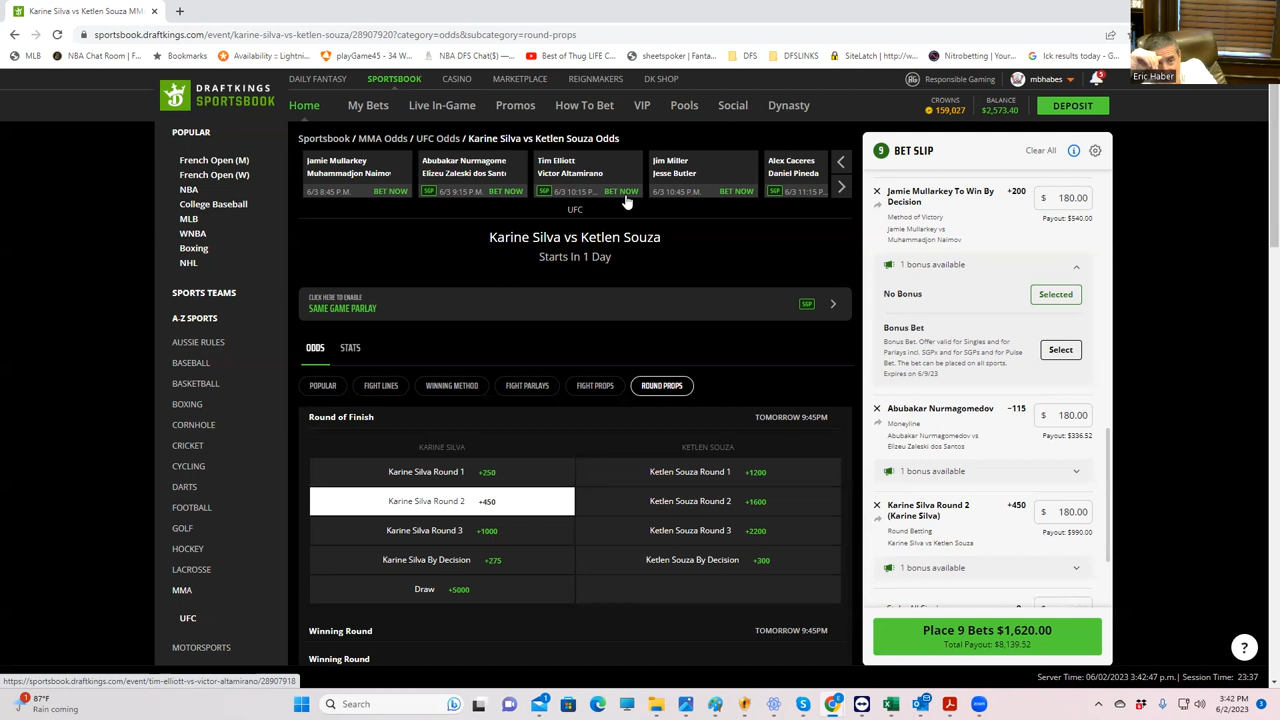 Karine Silva vs Ketlen Souza M
sportsbook.draftkings.com/event/karine-silva-vs-ketlen-souza/28907920?category=odds&subcategory=round-props
MLB
NBA Chat Room | F
Bookmarks
Availability :: Lightni
playGame45 - 34 W
NBA DFS Chat($)
Best of Thug LIFE C
sheetspoker :: Just
DFS
DFSLINKS
SiteLatch | http://w
Nitrobetting | You
Ick results today - G
Eric Haber
DRAFTKINGS
SPORTSBOOK
DAILY FANTASY
SPORTSBOOK
CASINO
MARKETPLACE
REIGNMAKERS
DK SHOP
Responsible Gaming
mbhabes
5
Home
My Bets
Live In-Game
Promos
How To Bet
VIP
Pools
Social
Dynasty
CROWNS
159,027
BALANCE
$2,573.40
DEPOSIT
POPULAR
French Open (M)
French Open (W)
NBA
College Baseball
MLB
WNBA
Boxing
NHL
SPORTS TEAMS
A-Z SPORTS
AUSSIE RULES
BASEBALL
BASKETBALL
BOXING
CORNHOLE
CRICKET
CYCLING
DARTS
FOOTBALL
GOLF
HOCKEY
LACROSSE
MMA
UFC
MOTORSPORTS
Sportsbook / MMA Odds / UFC Odds / Karine Silva vs Ketlen Souza Odds
Jamie Mullarkey
Muhammadjon Naimov
6/3 8:45 P.M. BET NOW
Abubakar Nurmagome
Elizeu Zaleski dos Sant
SGP 6/3 9:15 P.M. BET NOW
Tim Elliott
Victor Altamirano
SGP 6/3 10:15 P... BET NOW
Jim Miller
Jesse Butler
6/3 10:45 P.M. BET NOW
Alex Caceres
Daniel Pineda
SGP 6/3 11:15 P
UFC
Karine Silva vs Ketlen Souza
Starts In 1 Day
CLICK HERE TO ENABLE
SAME GAME PARLAY
SGP
ODDS
STATS
POPULAR
FIGHT LINES
WINNING METHOD
FIGHT PARLAYS
FIGHT PROPS
ROUND PROPS
Round of Finish
TOMORROW 9:45PM
KARINE SILVA
KETLEN SOUZA
Karine Silva Round 1 +250
Ketlen Souza Round 1 +1200
Karine Silva Round 2 +450
Ketlen Souza Round 2 +1600
Karine Silva Round 3 +1000
Ketlen Souza Round 3 +2200
Karine Silva By Decision +275
Ketlen Souza By Decision +300
Draw +5000
Winning Round
TOMORROW 9:45PM
Winning Round
9 BET SLIP
Clear All
Jamie Mullarkey To Win By
Decision
+200
$ 180.00
Payout: $540.00
Method of Victory
Jamie Mullarkey vs
Muhammadjon Naimov
1 bonus available
No Bonus
Selected
Bonus Bet
Bonus Bet. Offer valid for Singles and for
Parlays incl. SGPx and for SGPs and for Pulse
Bet. The bet can be placed on all sports.
Expires on 6/9/23
Select
Abubakar Nurmagomedov
−115
$ 180.00
Payout: $336.52
Moneyline
Abubakar Nurmagomedov vs
Elizeu Zaleski dos Santos
1 bonus available
Karine Silva Round 2
(Karine Silva)
+450
$ 180.00
Payout: $990.00
Round Betting
Karine Silva vs Ketlen Souza
1 bonus available
Place 9 Bets $1,620.00
Total Payout: $8,139.52
?
https://sportsbook.draftkings.com/event/tim-elliott-vs-victor-altamirano/28907918
Server Time: 06/02/2023 3:42:47 p.m.| Session Time: 23:37
87°F
Rain coming
Search
3:42 PM
6/2/2023